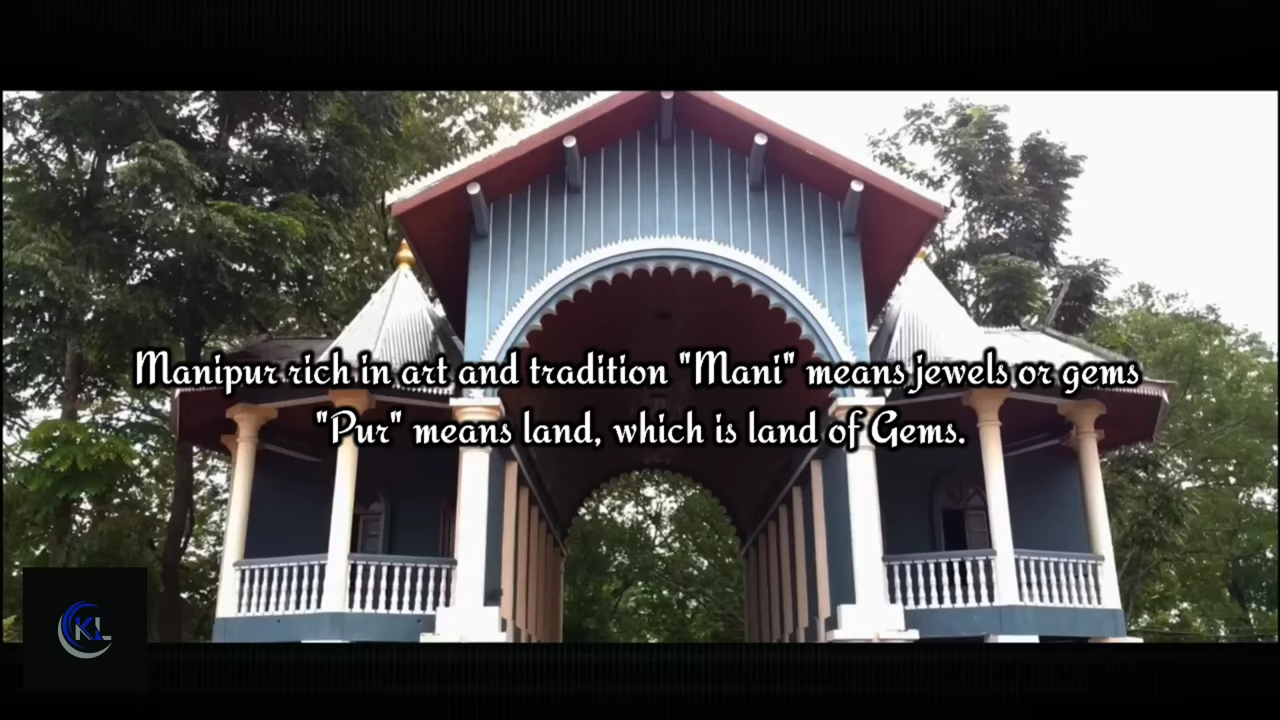 Manipur rich in art and tradition "Mani" means jewels or gems
"Pur" means land, which is land of Gems.
KL